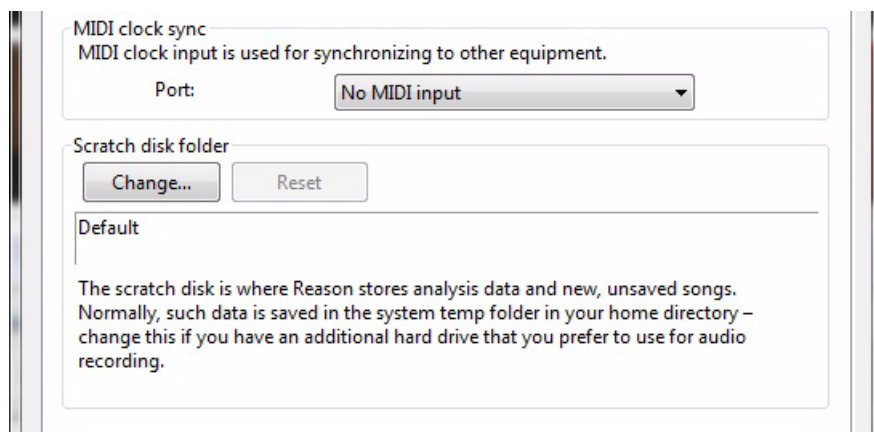 MIDI clock sync
MIDI clock input is used for synchronizing to other equipment.
Port: No MIDI input
Scratch disk folder
Change... Reset
Default
The scratch disk is where Reason stores analysis data and new, unsaved songs.
Normally, such data is saved in the system temp folder in your home directory –
change this if you have an additional hard drive that you prefer to use for audio
recording.